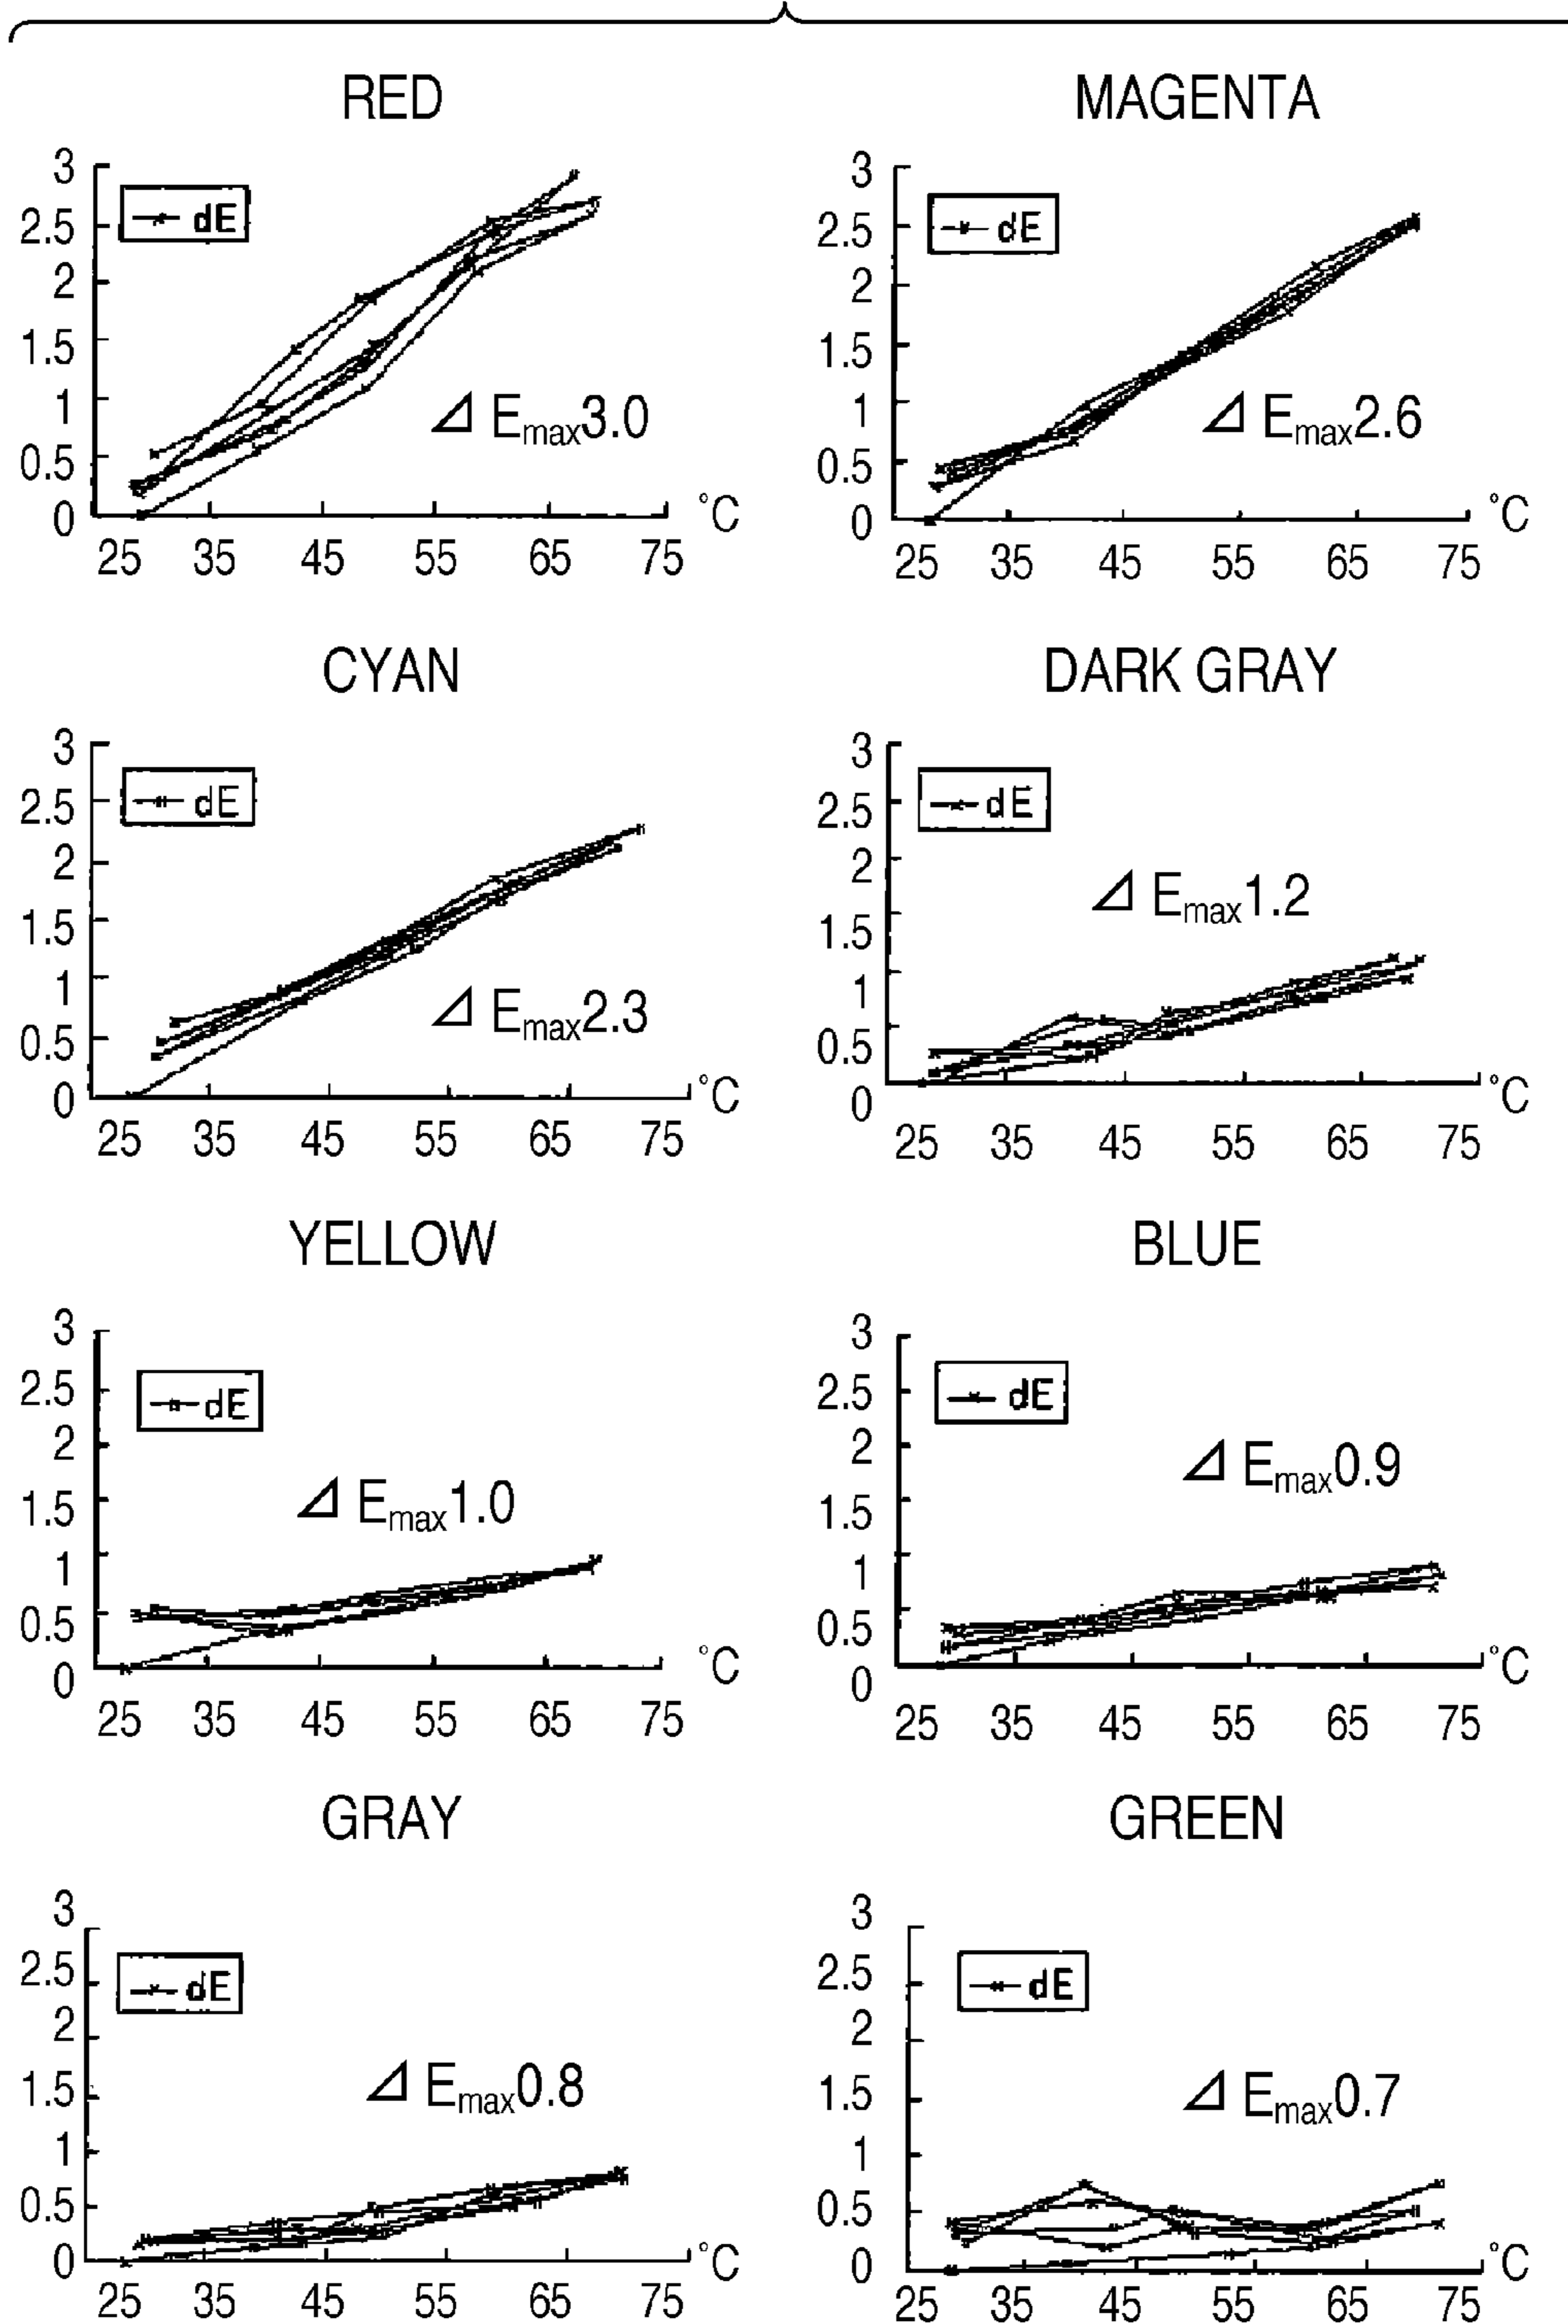 RED
3
2.5
2
1.5
1
0.5
0
dE
⊿ Emax3.0
°C
25 35 45 55 65 75
MAGENTA
3
2.5
2
1.5
1
0.5
0
dE
⊿ Emax2.6
°C
25 35 45 55 65 75
CYAN
3
2.5
2
1.5
1
0.5
0
dE
⊿ Emax2.3
°C
25 35 45 55 65 75
DARK GRAY
3
2.5
2
1.5
1
0.5
0
dE
⊿ Emax1.2
°C
25 35 45 55 65 75
YELLOW
3
2.5
2
1.5
1
0.5
0
dE
⊿ Emax1.0
°C
25 35 45 55 65 75
BLUE
3
2.5
2
1.5
1
0.5
0
dE
⊿ Emax0.9
°C
25 35 45 55 65 75
GRAY
3
2.5
2
1.5
1
0.5
0
dE
⊿ Emax0.8
°C
25 35 45 55 65 75
GREEN
3
2.5
2
1.5
1
0.5
0
dE
⊿ Emax0.7
°C
25 35 45 55 65 75